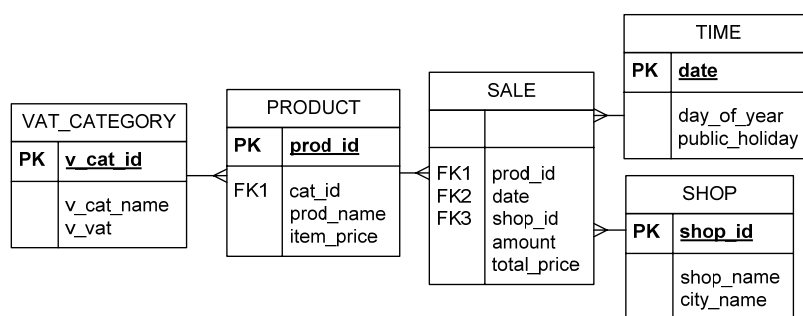 VAT_CATEGORY
PK v_cat_id
v_cat_name
v_vat
PRODUCT
PK prod_id
FK1 cat_id
prod_name
item_price
SALE
FK1 prod_id
FK2 date
FK3 shop_id
amount
total_price
TIME
PK date
day_of_year
public_holiday
SHOP
PK shop_id
shop_name
city_name